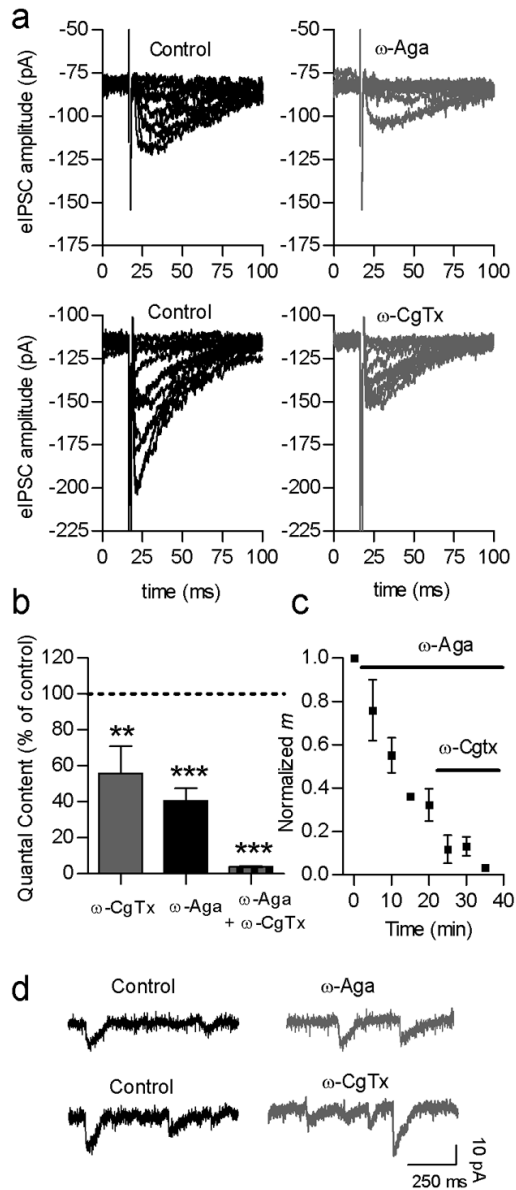 a
Control
ω-Aga
eIPSC amplitude (pA)
-50
-75
-100
-125
-150
-175
0 25 50 75 100
-50
-75
-100
-125
-150
-175
0 25 50 75 100
Control
ω-CgTx
eIPSC amplitude (pA)
-100
-125
-150
-175
-200
-225
0 25 50 75 100
time (ms)
-100
-125
-150
-175
-200
-225
0 25 50 75 100
time (ms)
b
Quantal Content (% of control)
120
100
80
60
40
20
0
**
***
***
ω-CgTx
ω-Aga
ω-Aga
+ ω-CgTx
c
Normalized m
1.0
0.8
0.6
0.4
0.2
0.0
ω-Aga
ω-Cgtx
0 10 20 30 40
Time (min)
d
Control
ω-Aga
Control
ω-CgTx
10 pA
250 ms